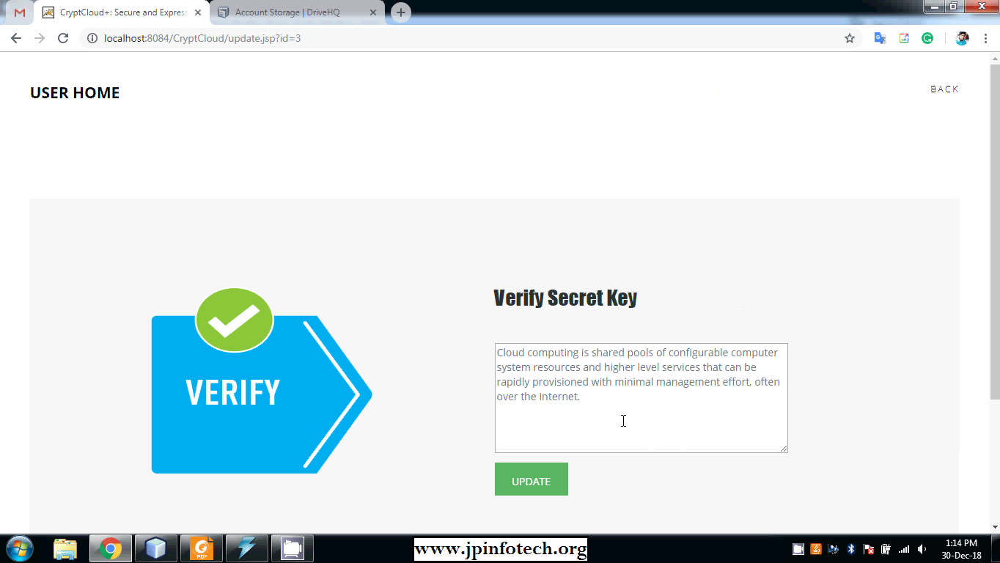 CryptCloud+: Secure and Express
Account Storage | DriveHQ
localhost:8084/CryptCloud/update.jsp?id=3
USER HOME
BACK
Verify Secret Key
VERIFY
Cloud computing is shared pools of configurable computer
system resources and higher level services that can be
rapidly provisioned with minimal management effort, often
over the Internet.
UPDATE
PDF
www.jpinfotech.org
1:14 PM
30-Dec-18